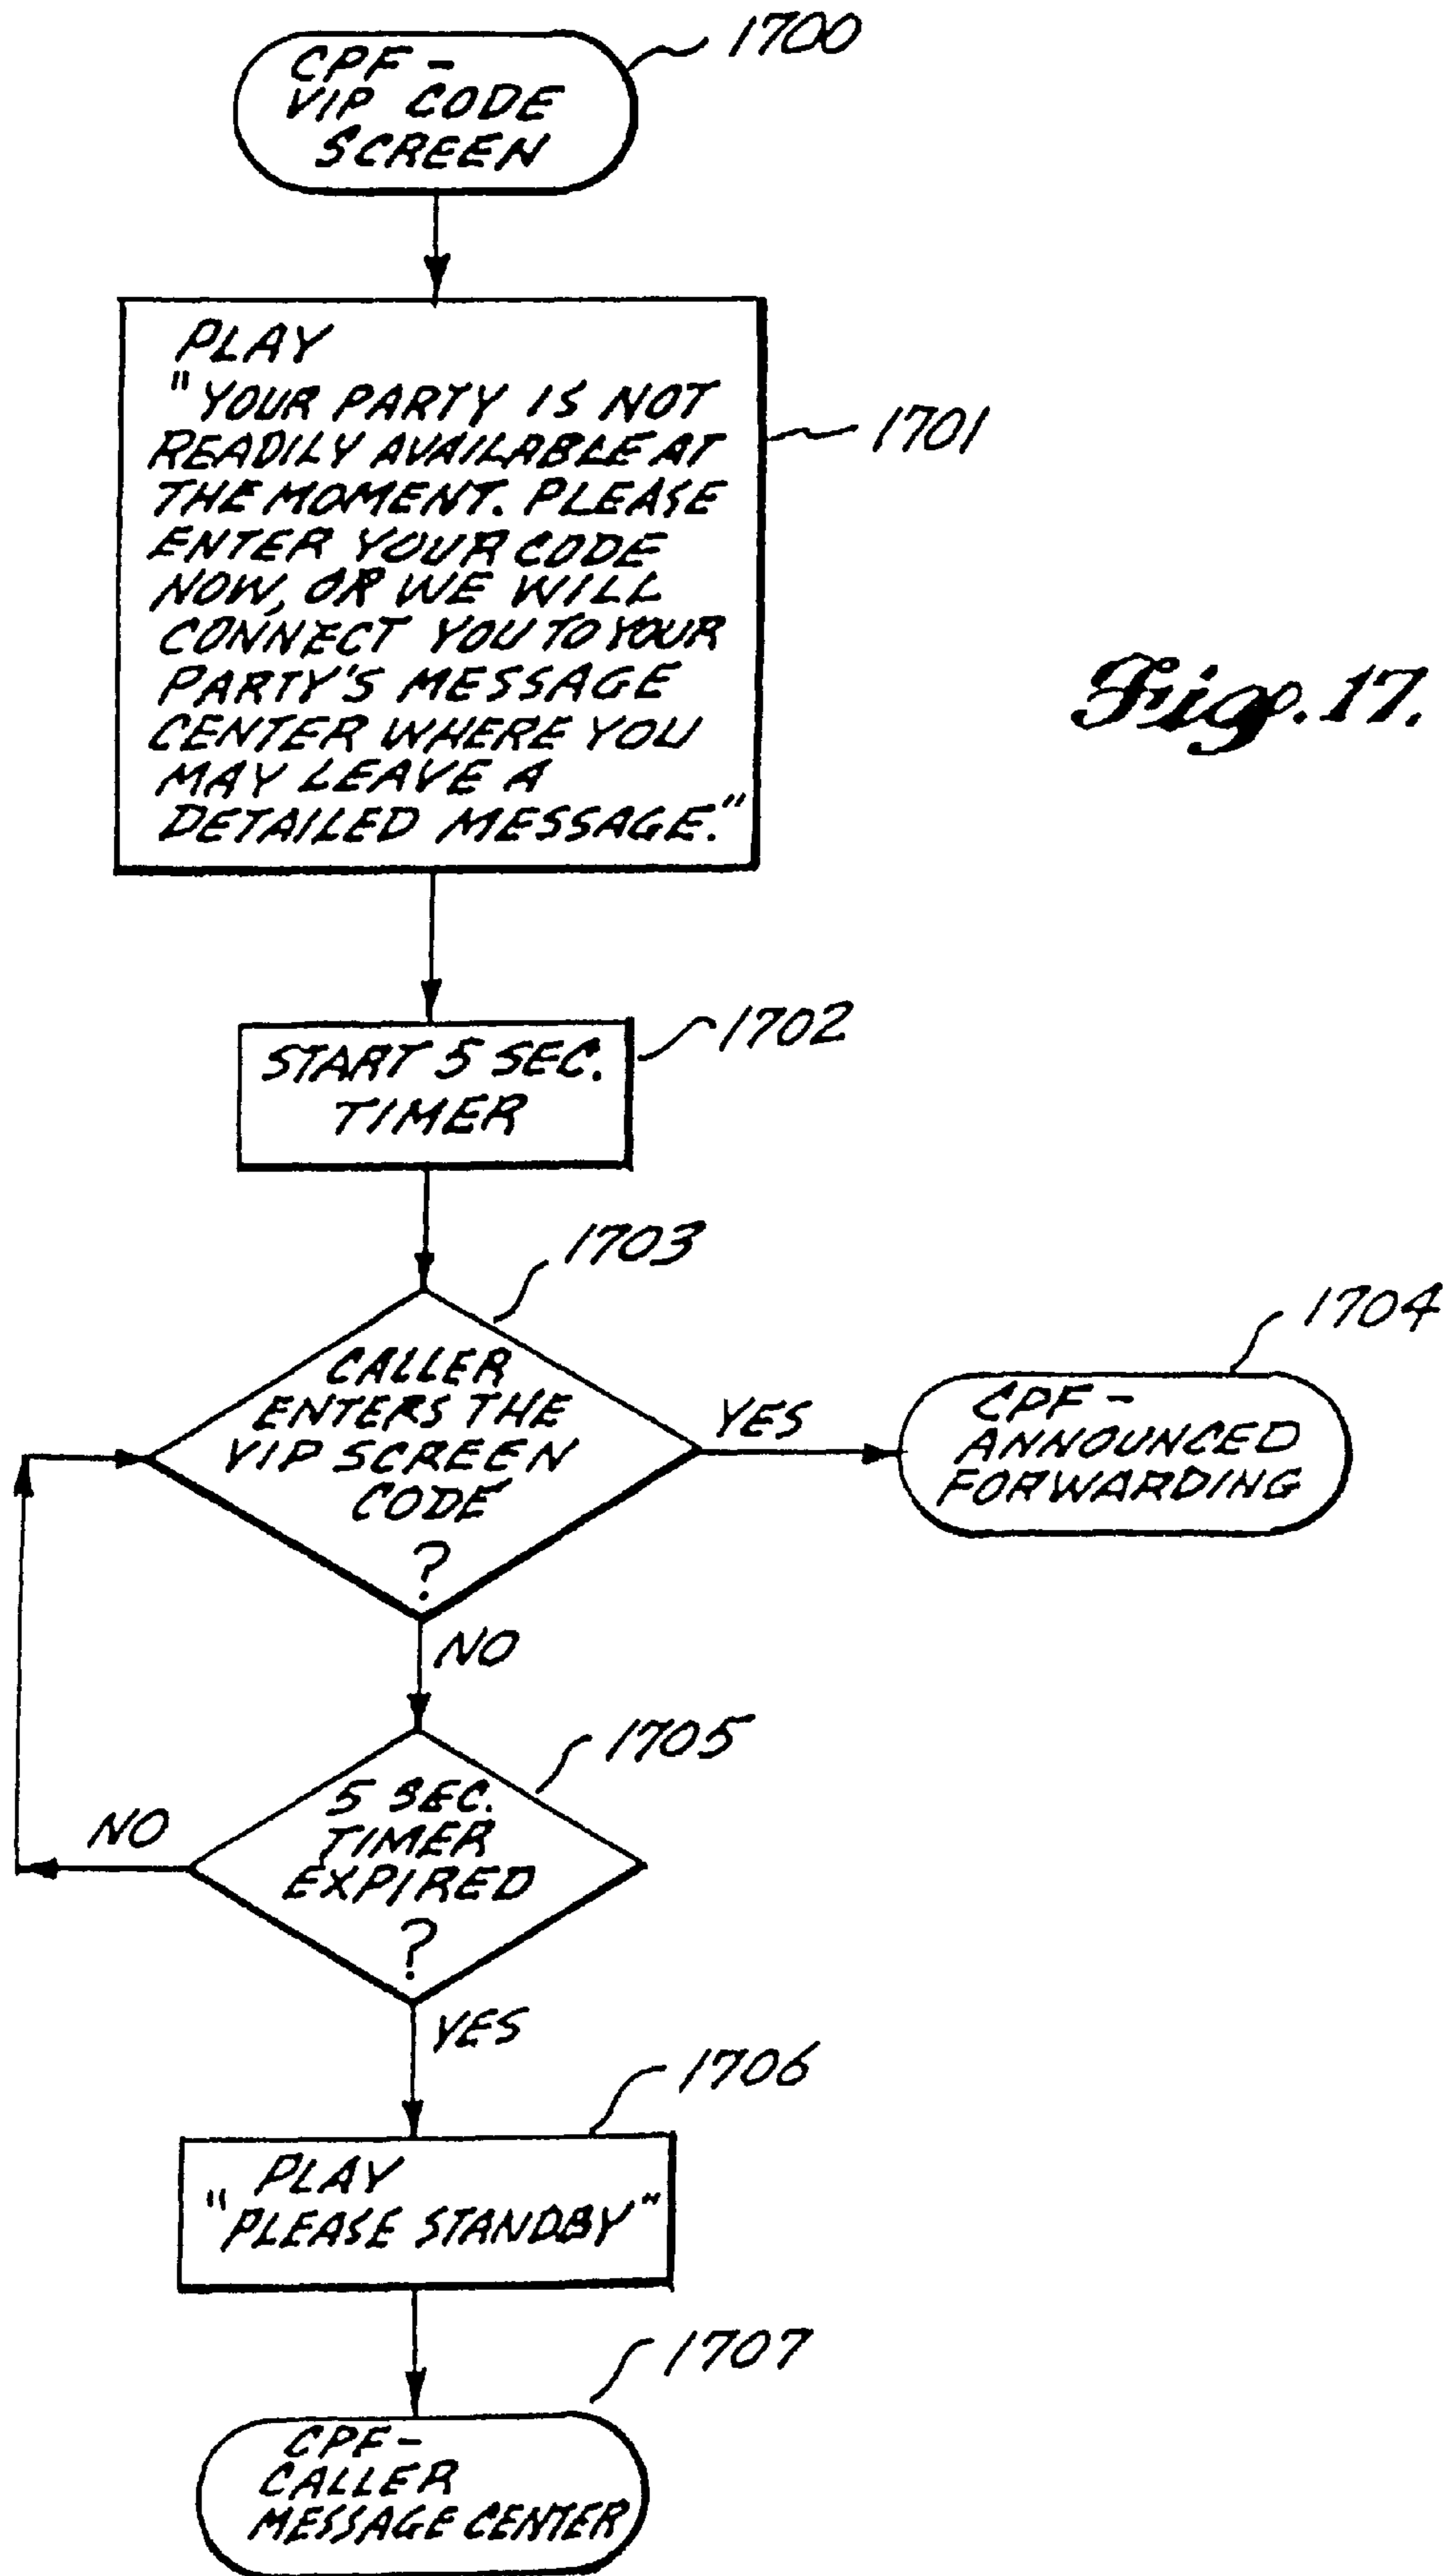 CPF -
VIP CODE
SCREEN
1700
PLAY
"YOUR PARTY IS NOT
READILY AVAILABLE AT
THE MOMENT. PLEASE
ENTER YOUR CODE
NOW, OR WE WILL
CONNECT YOU TO YOUR
PARTY'S MESSAGE
CENTER WHERE YOU
MAY LEAVE A
DETAILED MESSAGE."
1701
Fig. 17.
START 5 SEC.
TIMER
1702
1703
CALLER
ENTERS THE
VIP SCREEN
CODE
?
YES
1704
CPF -
ANNOUNCED
FORWARDING
NO
1705
5 SEC.
TIMER
EXPIRED
?
NO
YES
1706
PLAY
"PLEASE STANDBY"
1707
CPF -
CALLER
MESSAGE CENTER